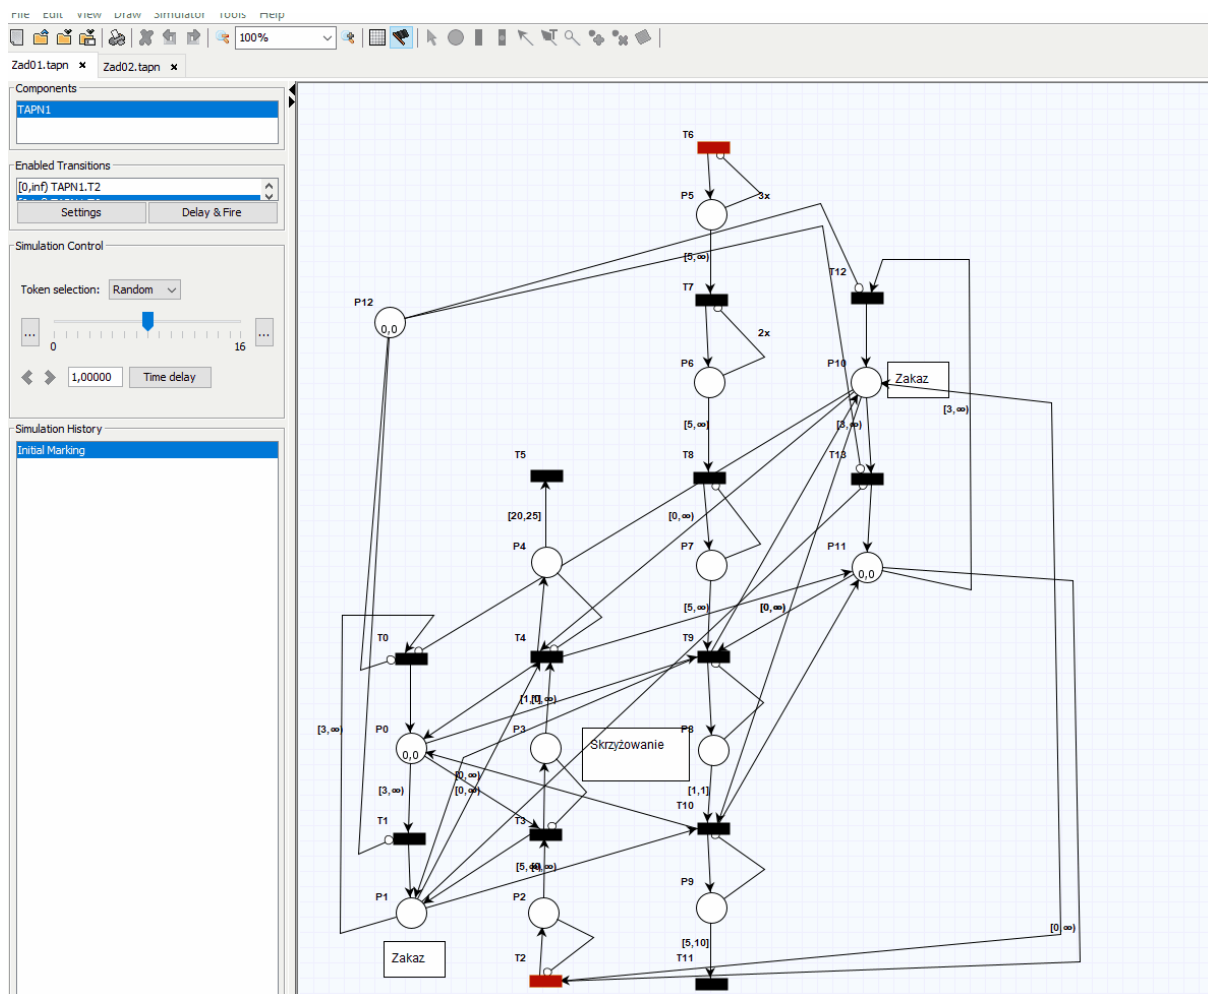 File Edit View Draw Simulator Tools Help
100%
Zad01.tapn × Zad02.tapn ×
Components
TAPN1
Enabled Transitions
[0,inf) TAPN1.T2
Settings Delay & Fire
Simulation Control
Token selection: Random
... ...
0 16
1,00000 Time delay
Simulation History
Initial Marking
T6
P5
3x
[5,∞)
T12
T7
P12
0,0
2x
P6
P10
Zakaz
[3,∞)
[5,∞)
[3,∞)
T5
T8
T13
[20,25]
[0,∞)
P4
P7
P11
0,0
[5,∞)
[0,∞)
T0
T4
T9
[3,∞)
P0
0,0
P3
P8
Skrzyżowanie
[0,∞)
[3,∞)
[0,∞)
[1,1]
T10
T1
T3
P1
P2
P9
Zakaz
[5,10]
[0,∞)
T2
T11